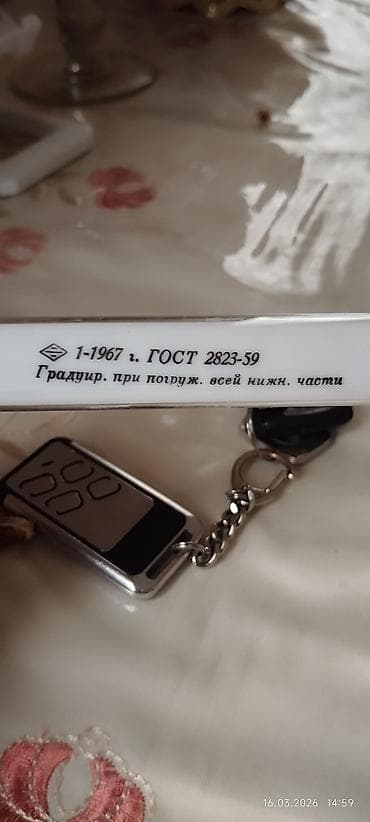 1-1967 г. ГОСТ 2823-59
Градуир. при погруж. всей нижн. части
16.03.2026 14:59